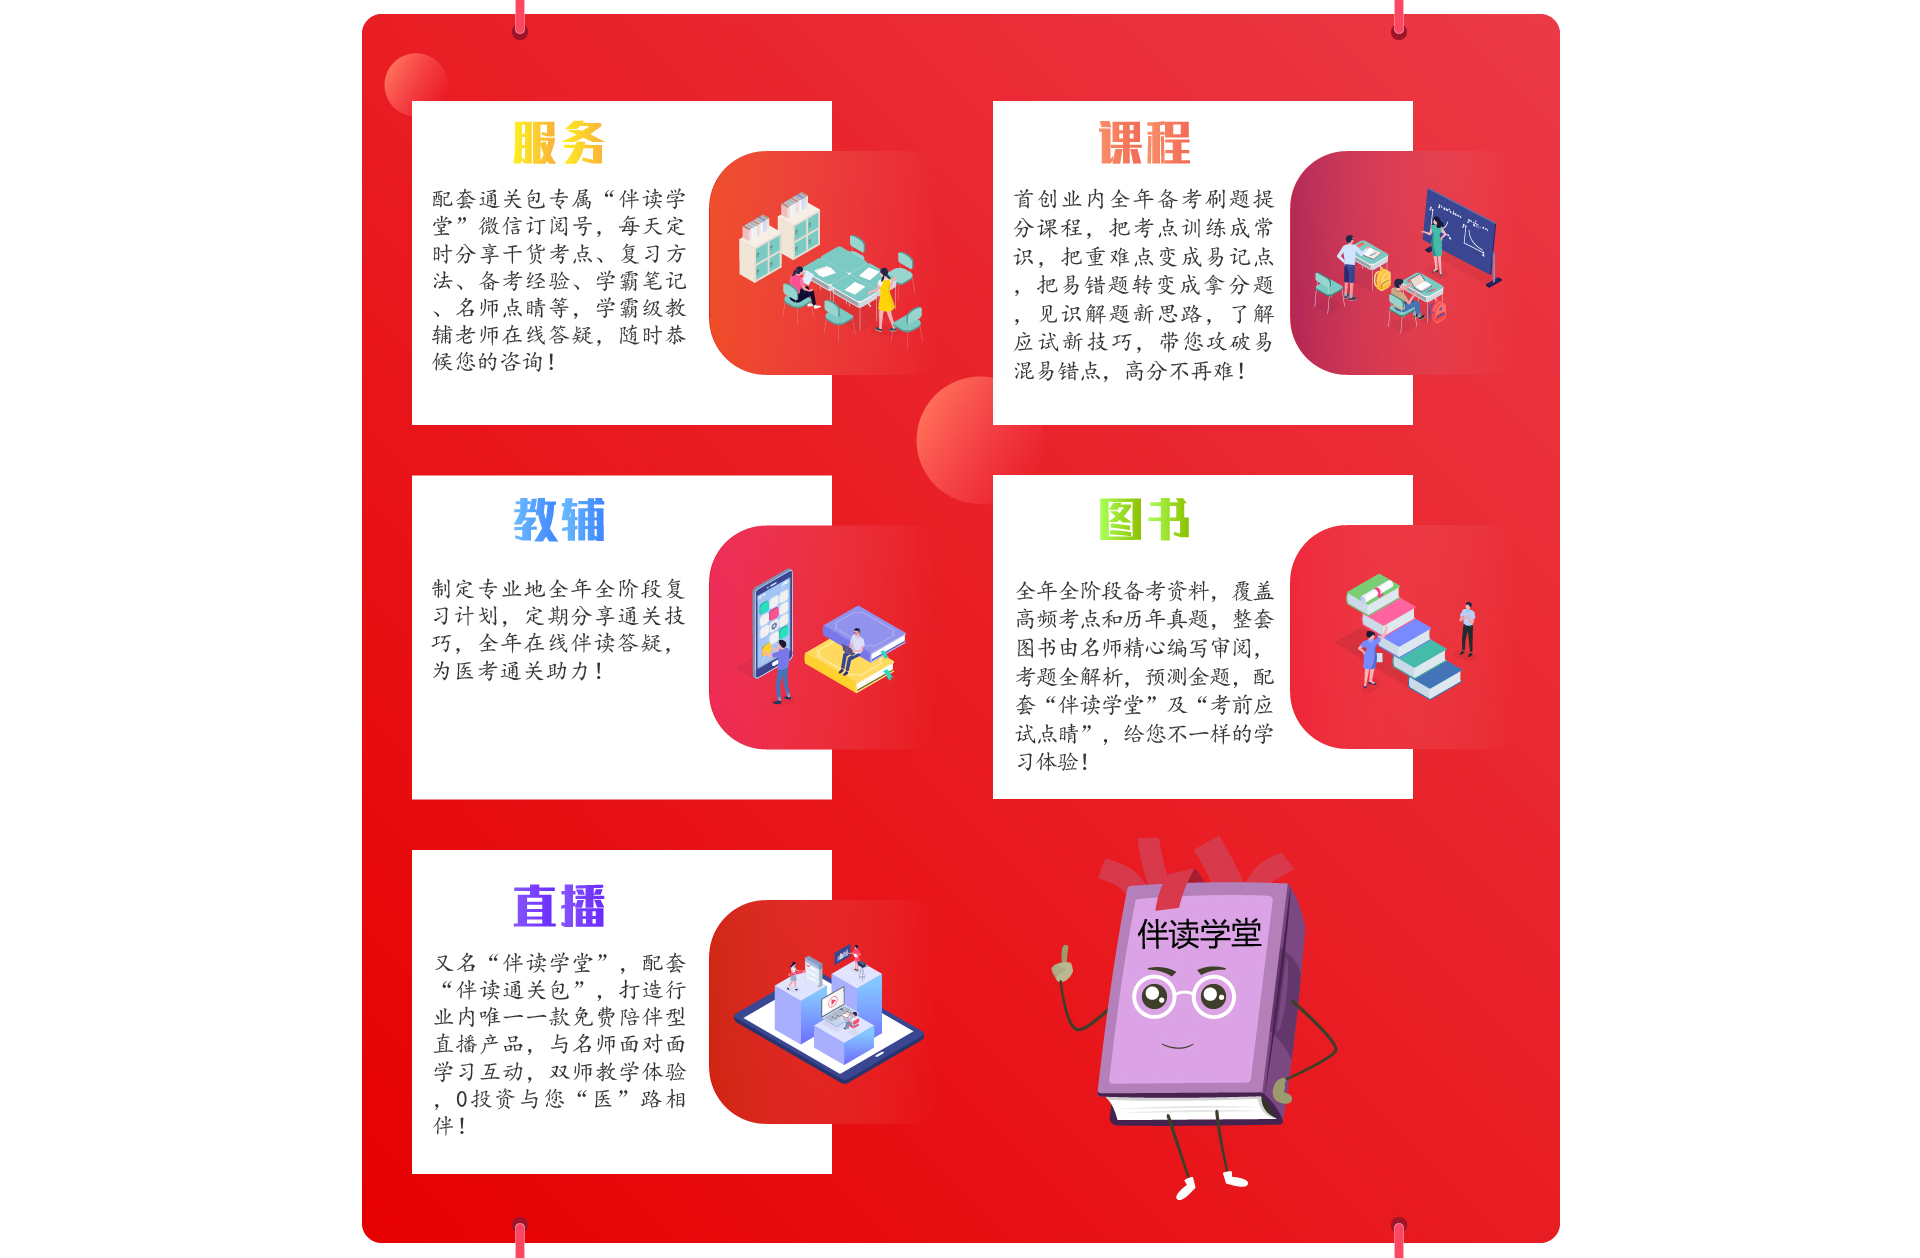 服务
配套通关包专属“伴读学
堂”微信订阅号，每天定
时分享干货考点、复习方
法、备考经验、学霸笔记
、名师点睛等，学霸级教
辅老师在线答疑，随时恭
候您的咨询！
课程
首创业内全年备考刷题提
分课程，把考点训练成常
识，把重难点变成易记点
，把易错题转变成拿分题
，见识解题新思路，了解
应试新技巧，带您攻破易
混易错点，高分不再难！
教辅
制定专业地全年全阶段复
习计划，定期分享通关技
巧，全年在线伴读答疑，
为医考通关助力！
图书
全年全阶段备考资料，覆盖
高频考点和历年真题，整套
图书由名师精心编写审阅，
考题全解析，预测金题，配
套“伴读学堂”及“考前应
试点睛”，给您不一样的学
习体验！
直播
又名“伴读学堂”，配套
“伴读通关包”，打造行
业内唯一一款免费陪伴型
直播产品，与名师面对面
学习互动，双师教学体验
，0投资与您“医”路相
伴！
伴读学堂